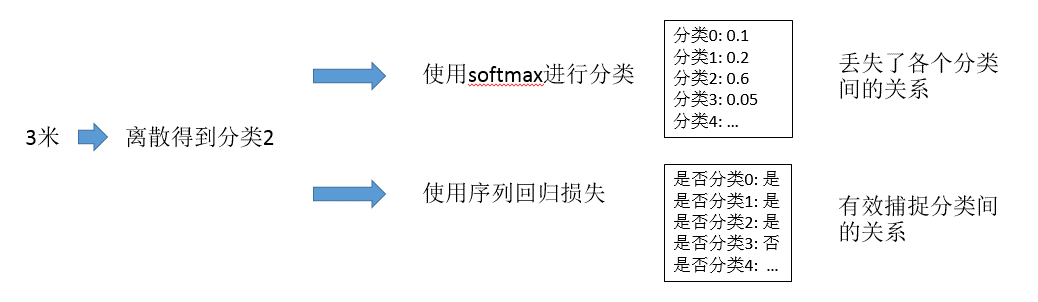 3米
离散得到分类2
使用softmax进行分类
分类0: 0.1
分类1: 0.2
分类2: 0.6
分类3: 0.05
分类4: ...
丢失了各个分类
间的关系
使用序列回归损失
是否分类0: 是
是否分类1: 是
是否分类2: 是
是否分类3: 否
是否分类4: ...
有效捕捉分类间
的关系